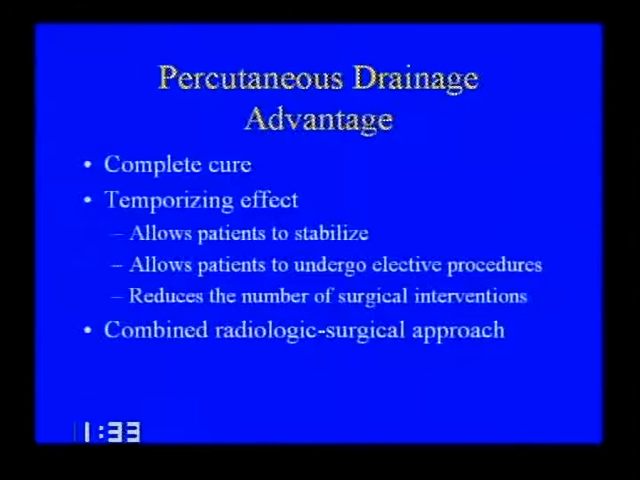 Percutaneous Drainage
Advantage
• Complete cure
• Temporizing effect
– Allows patients to stabilize
– Allows patients to undergo elective procedures
– Reduces the number of surgical interventions
• Combined radiologic-surgical approach
1:33